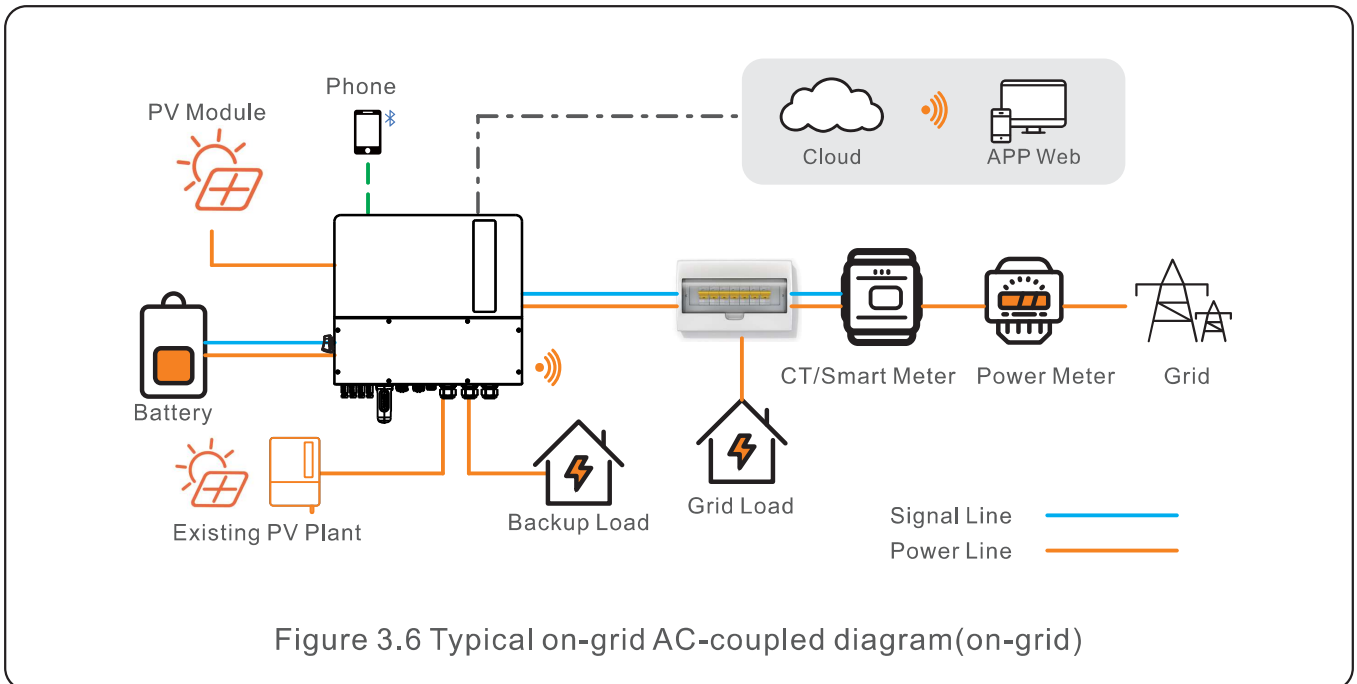 Phone
PV Module
Cloud
APP Web
CT/Smart Meter
Power Meter
Grid
Battery
Existing PV Plant
Backup Load
Grid Load
Signal Line
Power Line
Figure 3.6 Typical on-grid AC-coupled diagram(on-grid)